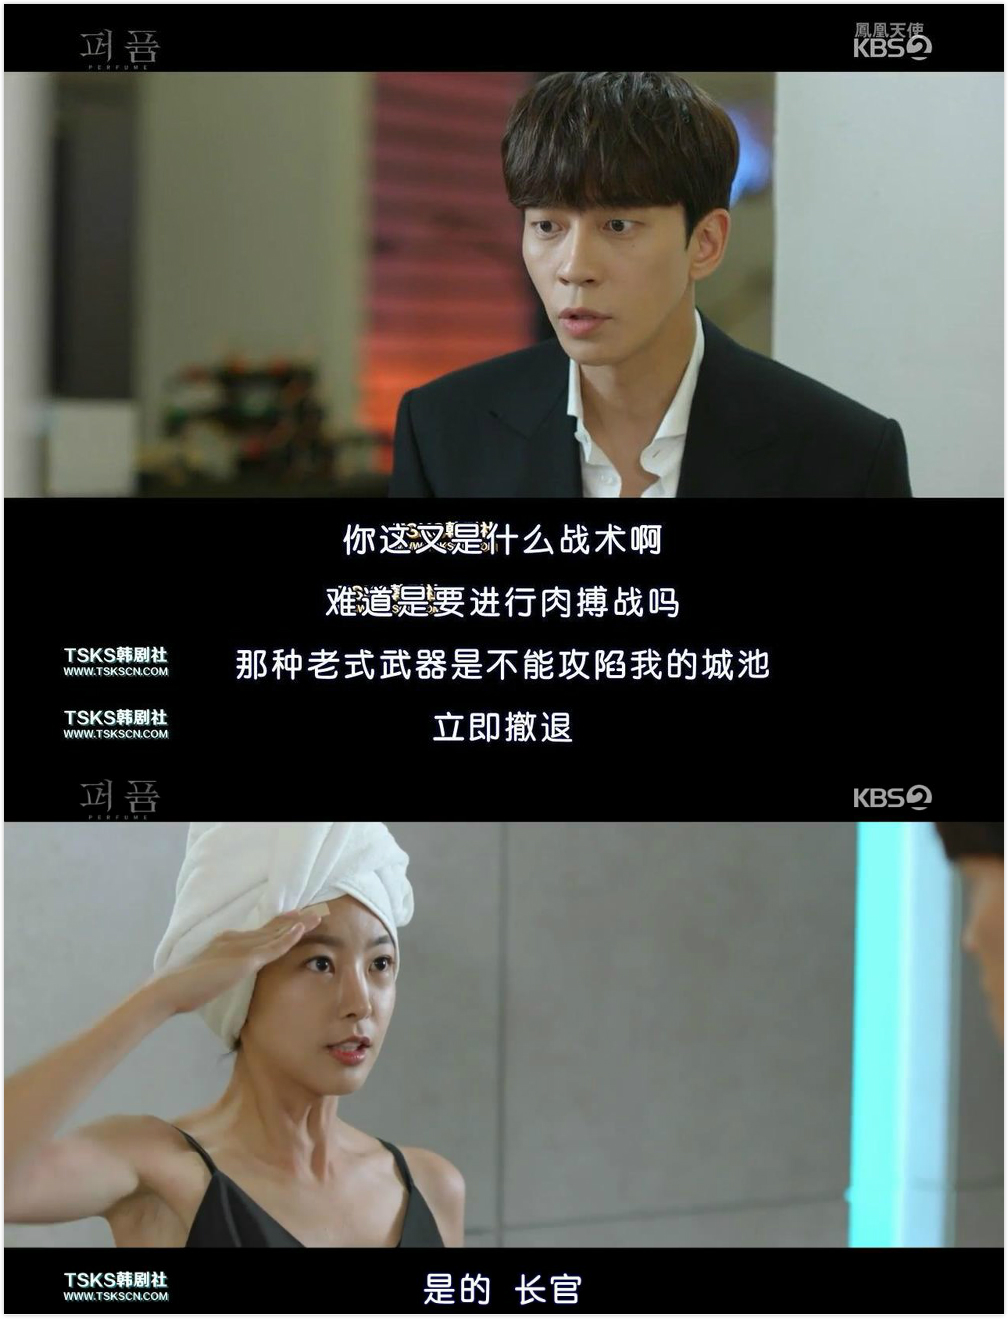 퍼퓸
PERFUME
鳳凰天使
KBS2
你这又是什么战术啊
难道是要进行肉搏战吗
TSKS韩剧社
WWW.TSKSCN.COM
那种老式武器是不能攻陷我的城池
TSKS韩剧社
WWW.TSKSCN.COM
立即撤退
퍼퓸
PERFUME
KBS2
TSKS韩剧社
WWW.TSKSCN.COM
是的 长官